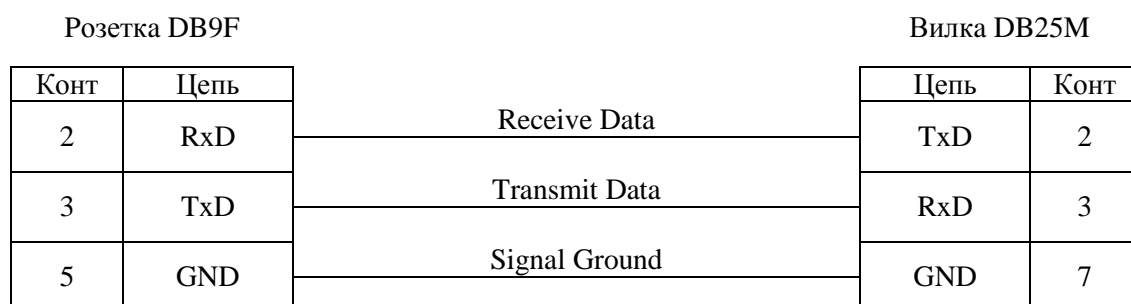 Розетка DB9F Вилка DB25M
Конт Цепь Цепь Конт
2 RxD Receive Data TxD 2
3 TxD Transmit Data RxD 3
5 GND Signal Ground GND 7